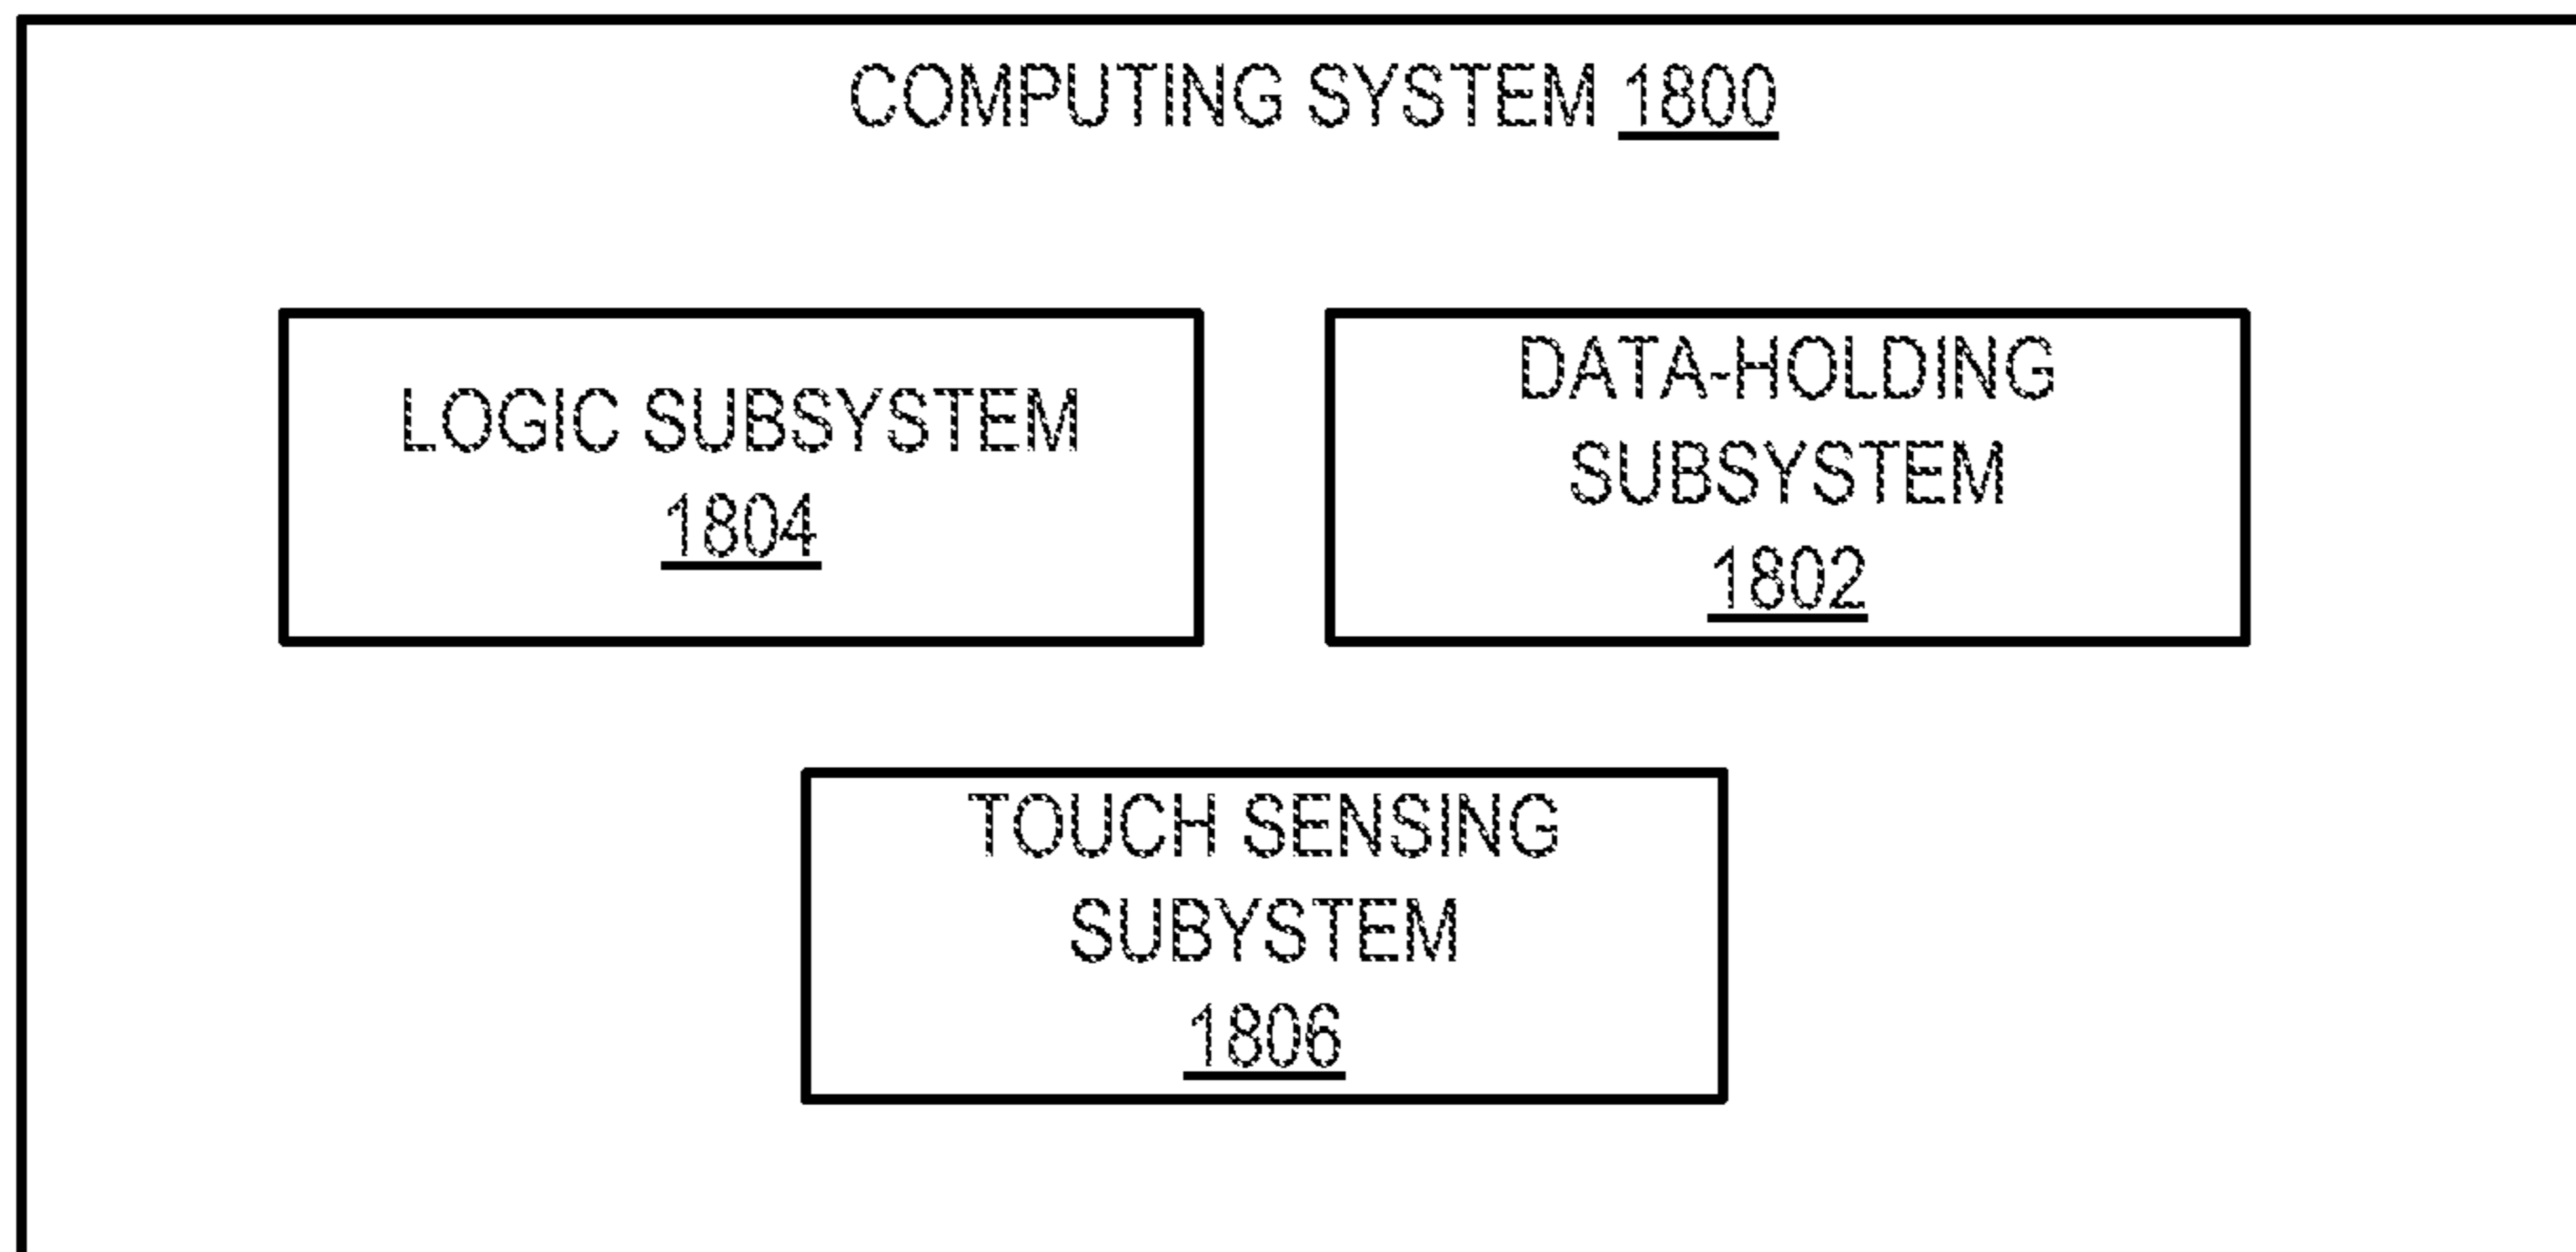 COMPUTING SYSTEM 1800
LOGIC SUBSYSTEM
1804
DATA-HOLDING
SUBSYSTEM
1802
TOUCH SENSING
SUBYSTEM
1806